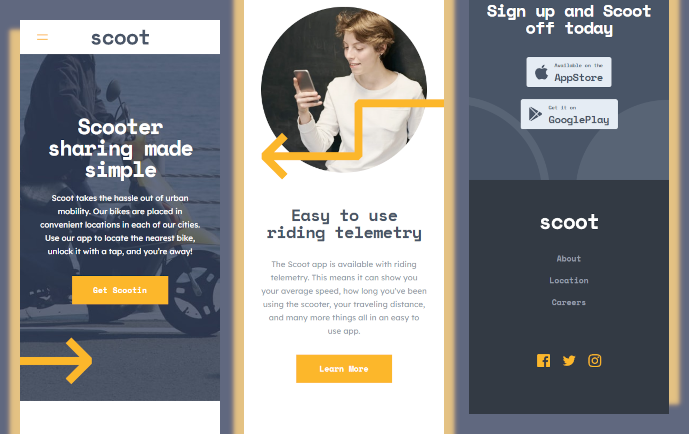 scoot
Scooter
sharing made
simple
Scoot takes the hassle out of urban
mobility. Our bikes are placed in
convenient locations in each of our cities.
Use our app to locate the nearest bike,
unlock it with a tap, and you're away!
Get Scootin
Easy to use
riding telemetry
The Scoot app is available with riding
telemetry. This means it can show you
your average speed, how long you've been
using the scooter, your traveling distance,
and many more things all in an easy to
use app.
Learn More
Sign up and Scoot
off today
Available on the
AppStore
Get it on
GooglePlay
scoot
About
Location
Careers